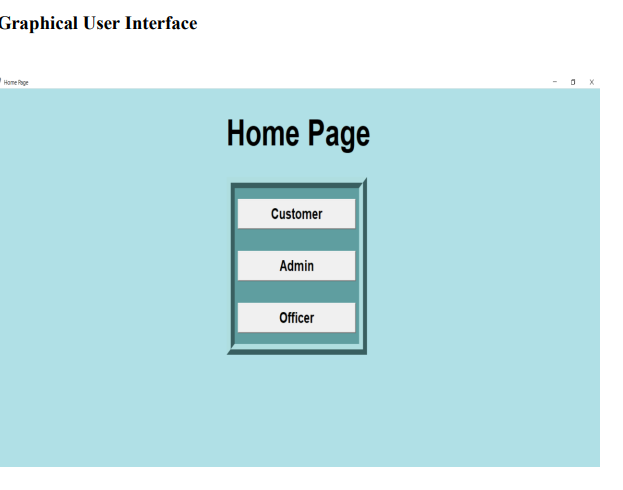 Graphical User Interface
Home Page
Home Page
Customer
Admin
Officer